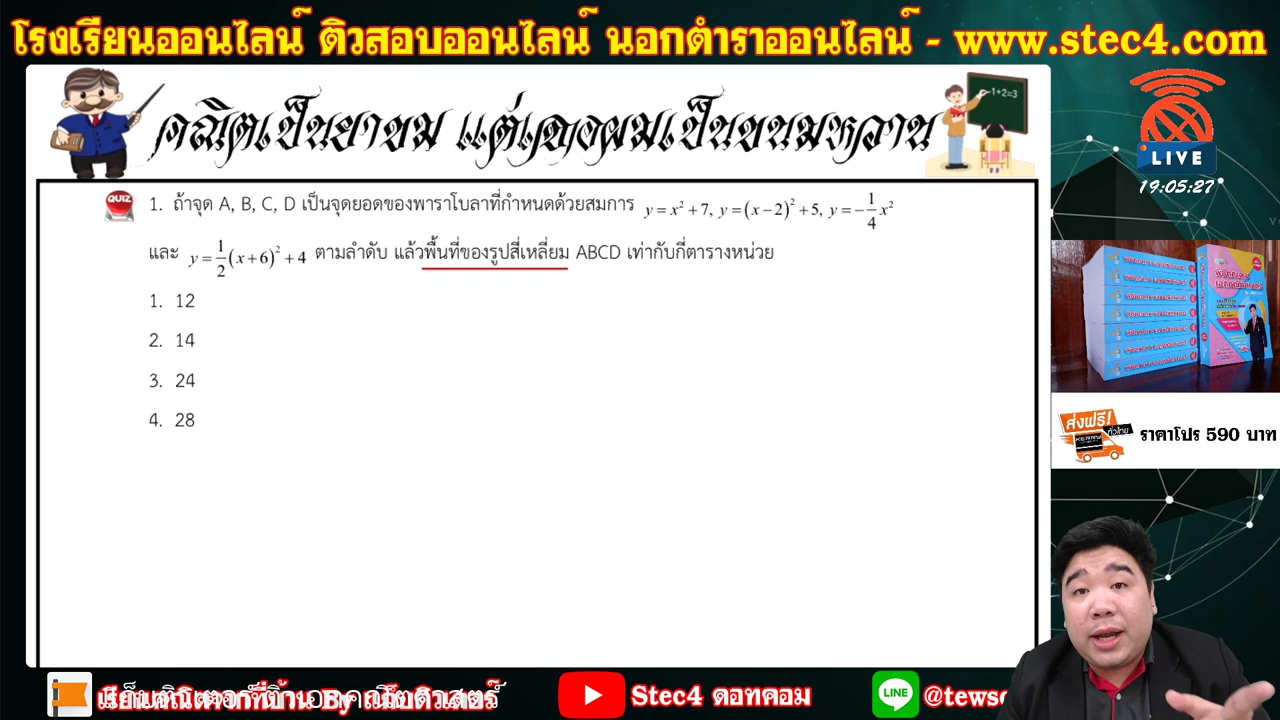 โรงเรียนออนไลน์ ติวสอบออนไลน์ นอกตำราออนไลน์ - www.stec4.com
คณิตเป็นยาขม แต่เธอผมเป็นขนมหวาน
-1+2=3
LIVE
19:05:27
QUIZ
1. ถ้าจุด A, B, C, D เป็นจุดยอดของพาราโบลาที่กำหนดด้วยสมการ y = x² + 7, y = (x − 2)² + 5, y = −1/4 x²
และ y = 1/2 (x + 6)² + 4 ตามลำดับ แล้วพื้นที่ของรูปสี่เหลี่ยม ABCD เท่ากับกี่ตารางหน่วย
1. 12
2. 14
3. 24
4. 28
ส่งฟรี!
ทั่วไทย
KERRY
ราคาโปร 590 บาท
Stec4 ดอทคอม
LINE